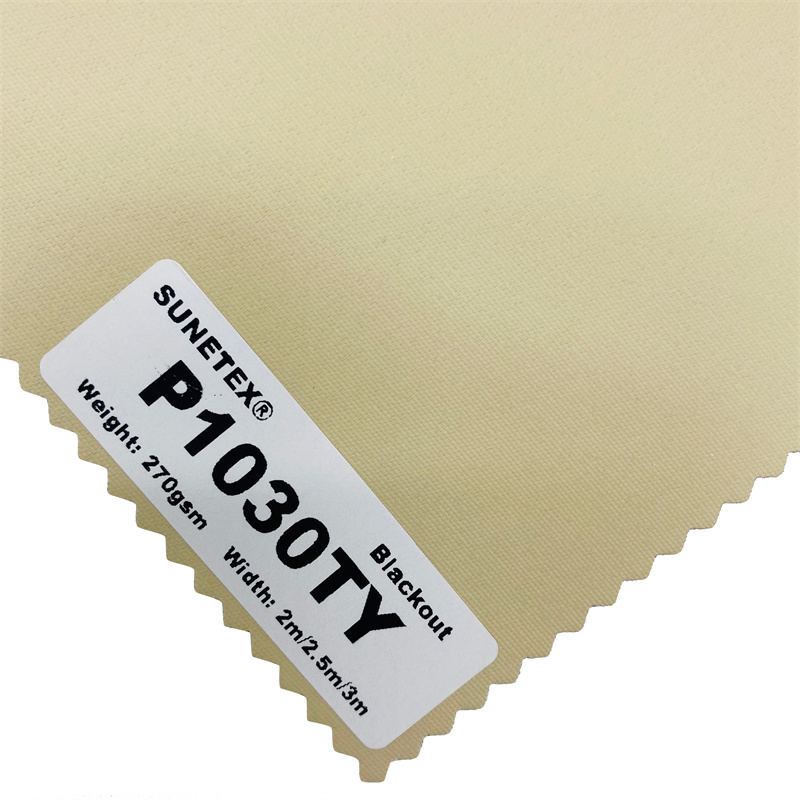 SUNETEX®
P1030TY
Blackout
Weight: 270gsm
Width: 2m/2.5m/3m